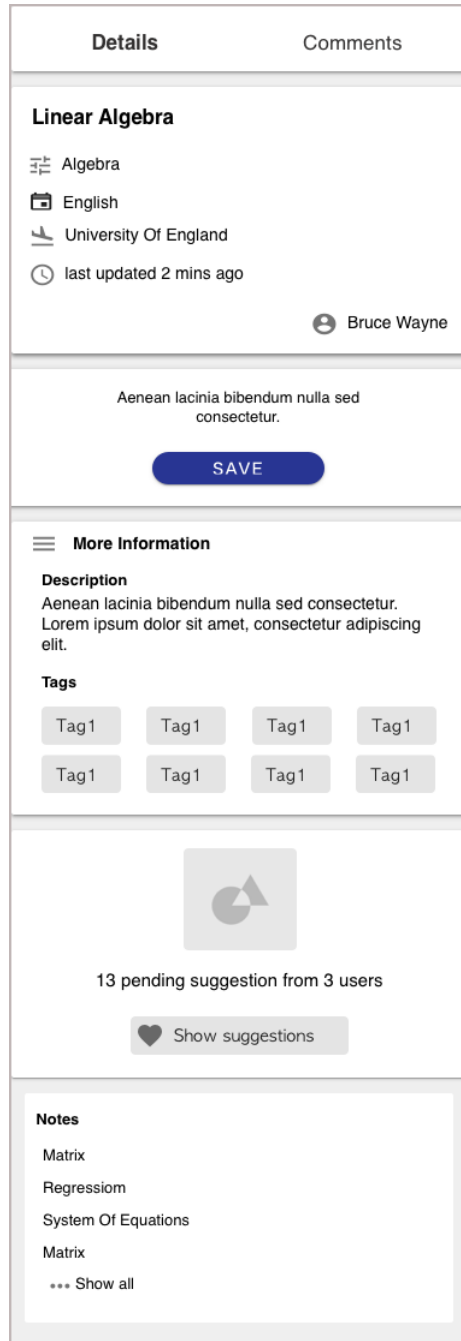 Details Comments
Linear Algebra
Algebra
English
University Of England
last updated 2 mins ago
Bruce Wayne
Aenean lacinia bibendum nulla sed
consectetur.
SAVE
More Information
Description
Aenean lacinia bibendum nulla sed consectetur.
Lorem ipsum dolor sit amet, consectetur adipiscing
elit.
Tags
Tag1 Tag1 Tag1 Tag1
Tag1 Tag1 Tag1 Tag1
13 pending suggestion from 3 users
Show suggestions
Notes
Matrix
Regressiom
System Of Equations
Matrix
Show all